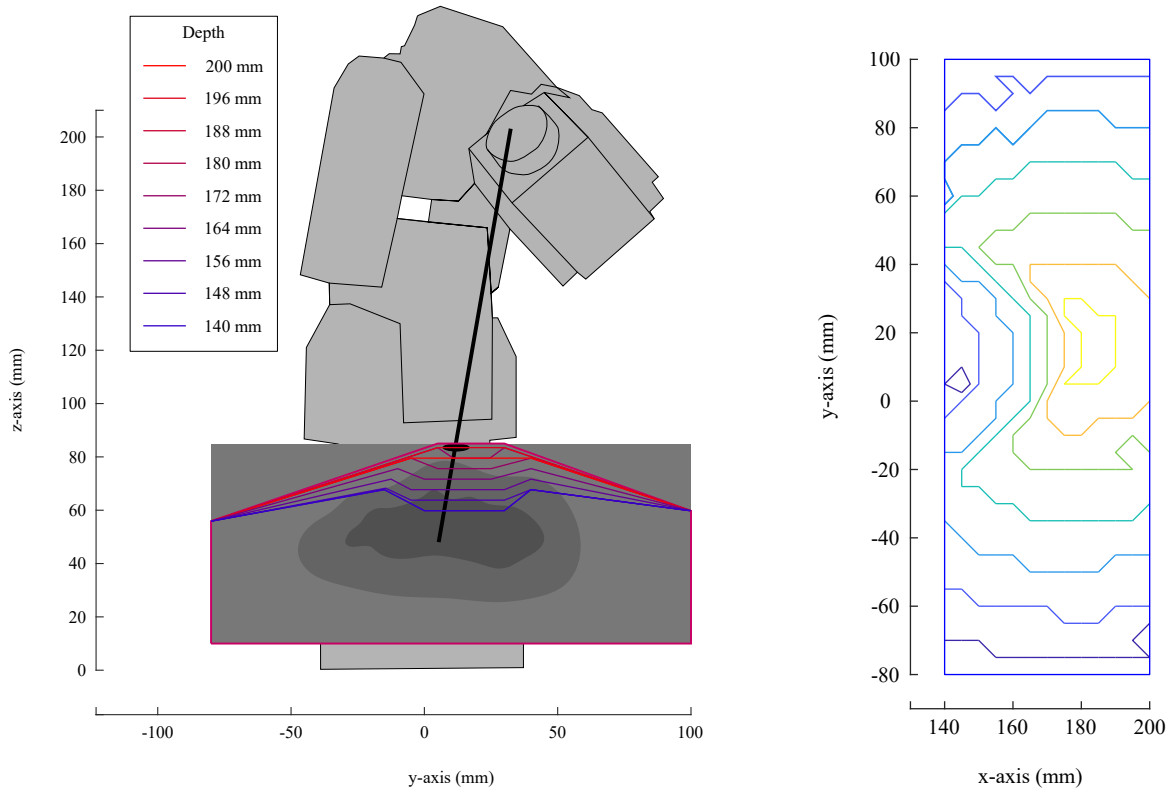 Depth
200 mm
196 mm
188 mm
180 mm
172 mm
164 mm
156 mm
148 mm
140 mm
z-axis (mm)
200
180
160
140
120
100
80
60
40
20
0
-100
-50
0
50
100
y-axis (mm)
y-axis (mm)
100
80
60
40
20
0
-20
-40
-60
-80
140
160
180
200
x-axis (mm)